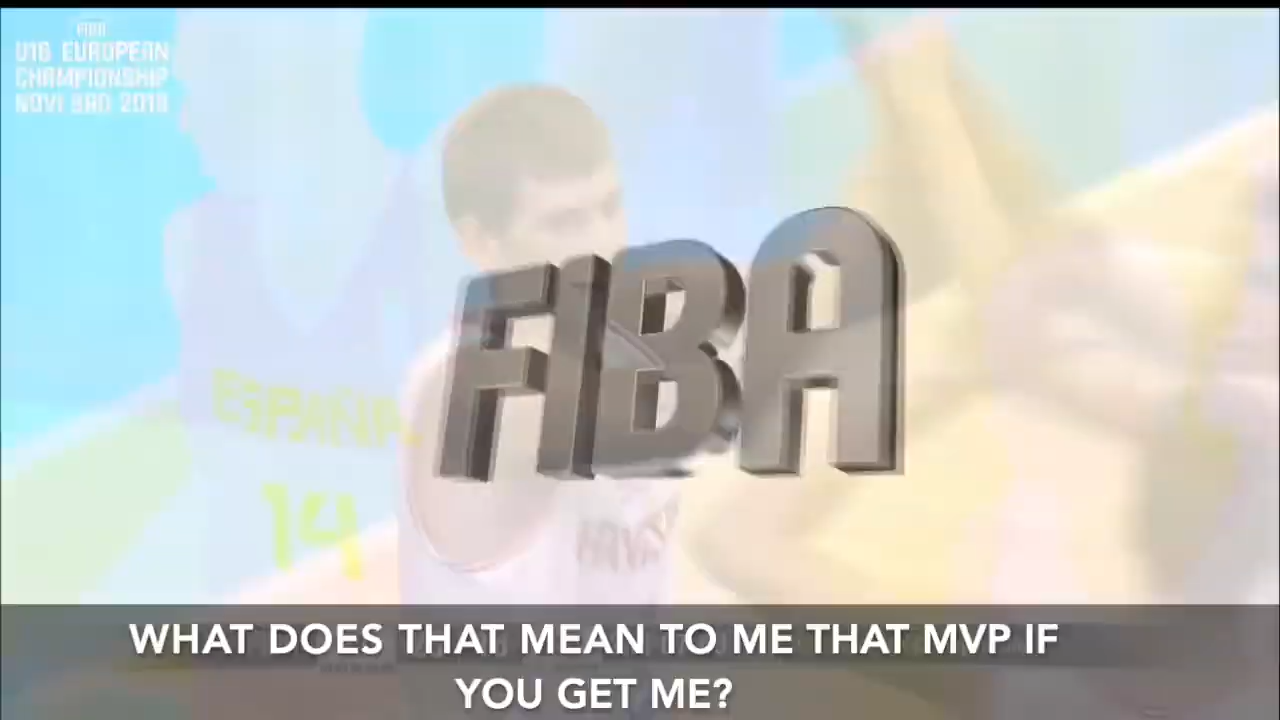 FIBA
U16 EUROPEAN
CHAMPIONSHIP
NOVI SAD 2018
FIBA
ESPAÑA
14
WHAT DOES THAT MEAN TO ME THAT MVP IF
YOU GET ME?